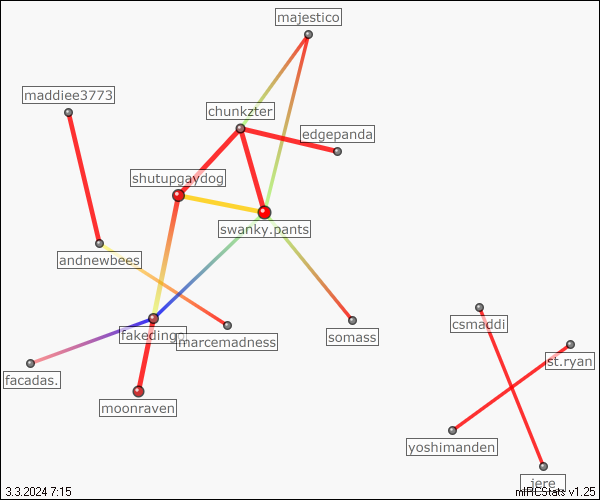 majestico
maddiee3773
chunkzter
edgepanda
shutupgaydog
swanky.pants
andnewbees
csmaddi
fakedingo
marcemadness
somass
st.ryan
facadas.
moonraven
yoshimanden
jere
3.3.2024 7:15
mIRCStats v1.25